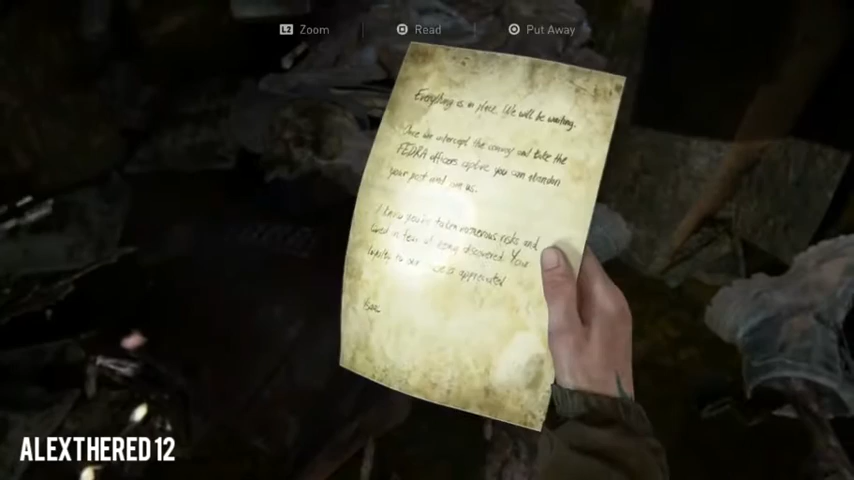 L2 Zoom | Read | Put Away
Everything is in place. We will be waiting.
Once we intercept the convoy and take the
FEDRA officers captive you can abandon
your post and join us.
I know you've taken numerous risks and
lived in fear of being discovered. Your
loyalty to our is appreciated
ALEXTHERED12